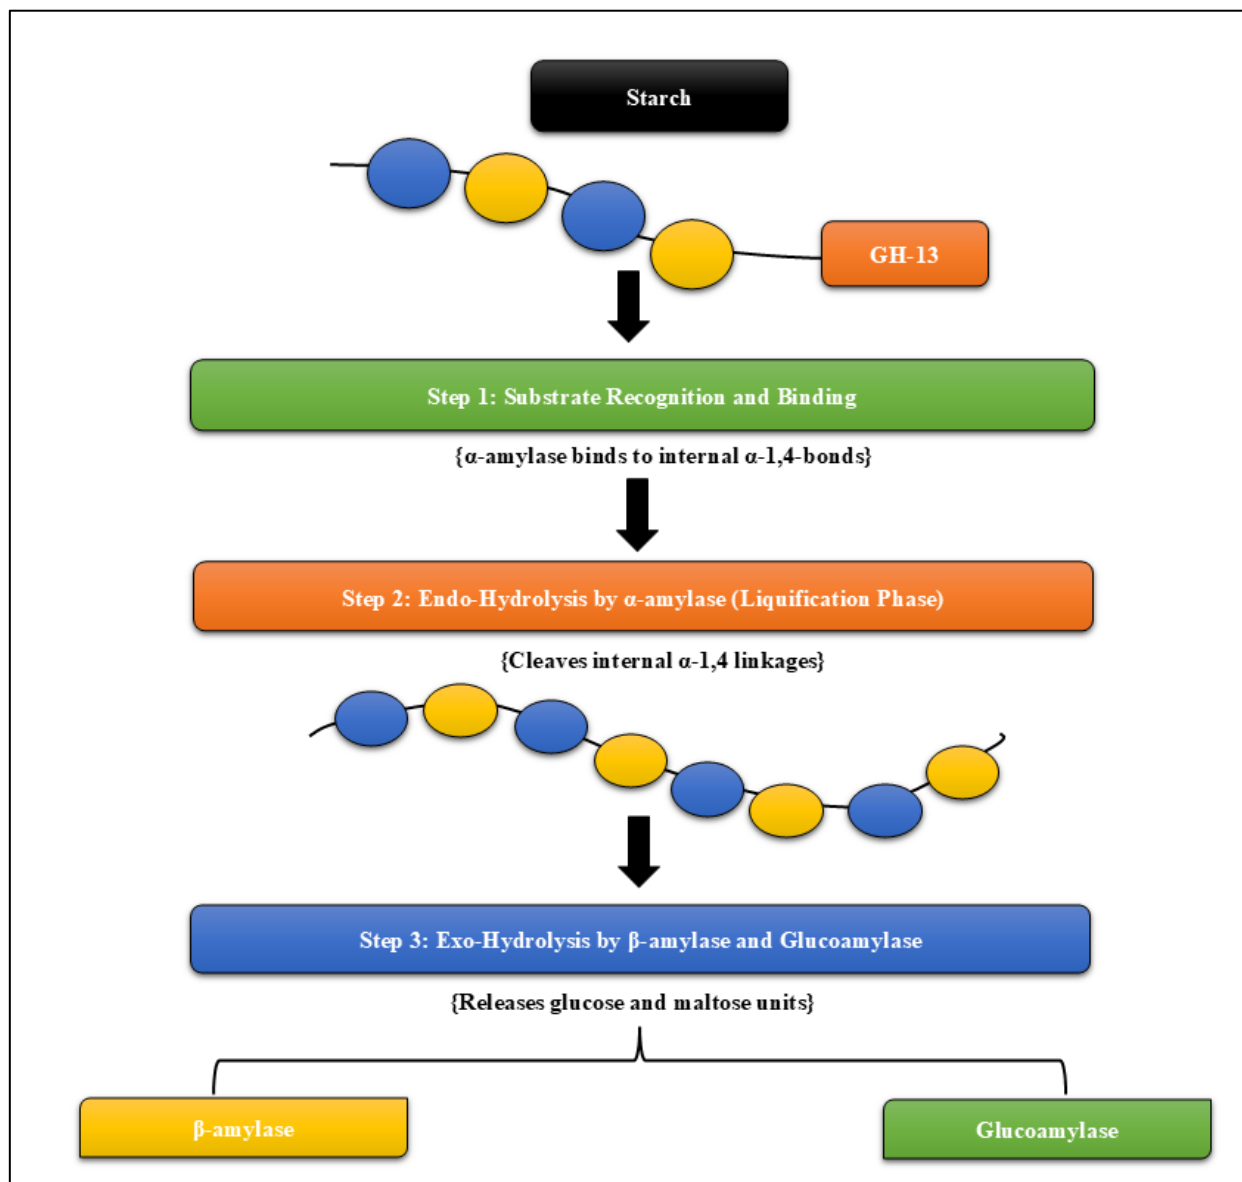 Starch
GH-13
Step 1: Substrate Recognition and Binding
{α-amylase binds to internal α-1,4-bonds}
Step 2: Endo-Hydrolysis by α-amylase (Liquification Phase)
{Cleaves internal α-1,4 linkages}
Step 3: Exo-Hydrolysis by β-amylase and Glucoamylase
{Releases glucose and maltose units}
β-amylase
Glucoamylase